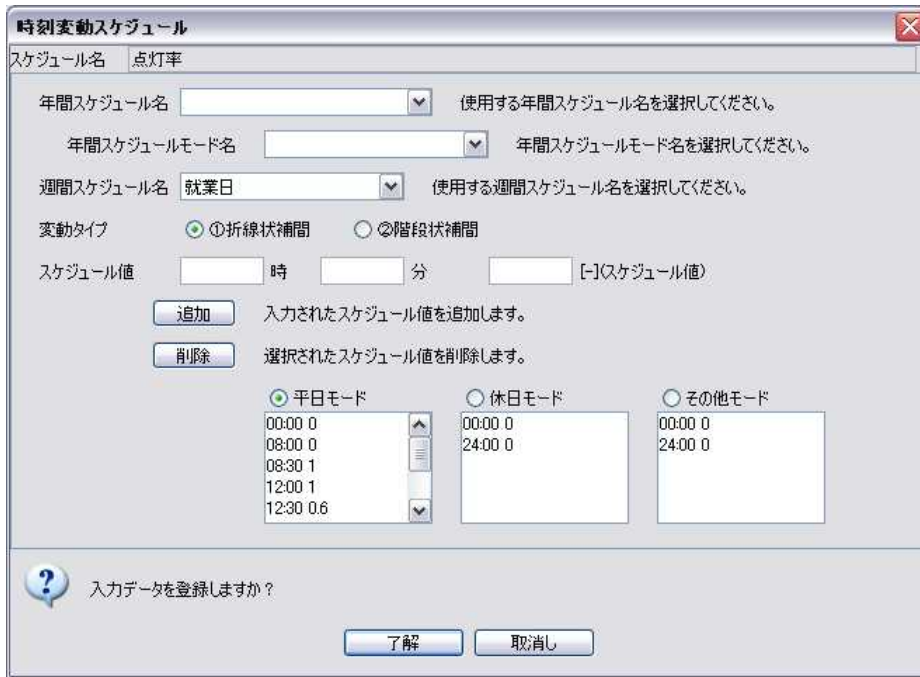 時刻変動スケジュール
スケジュール名 点灯率
年間スケジュール名 使用する年間スケジュール名を選択してください。
年間スケジュールモード名 年間スケジュールモード名を選択してください。
週間スケジュール名 就業日 使用する週間スケジュール名を選択してください。
変動タイプ ①折線状補間 ②階段状補間
スケジュール値 時 分 [-](スケジュール値)
追加 入力されたスケジュール値を追加します。
削除 選択されたスケジュール値を削除します。
平日モード 休日モード その他モード
00:00 0 00:00 0 00:00 0
08:00 0 24:00 0 24:00 0
08:30 1
12:00 1
12:30 0.6
入力データを登録しますか?
了解 取消し